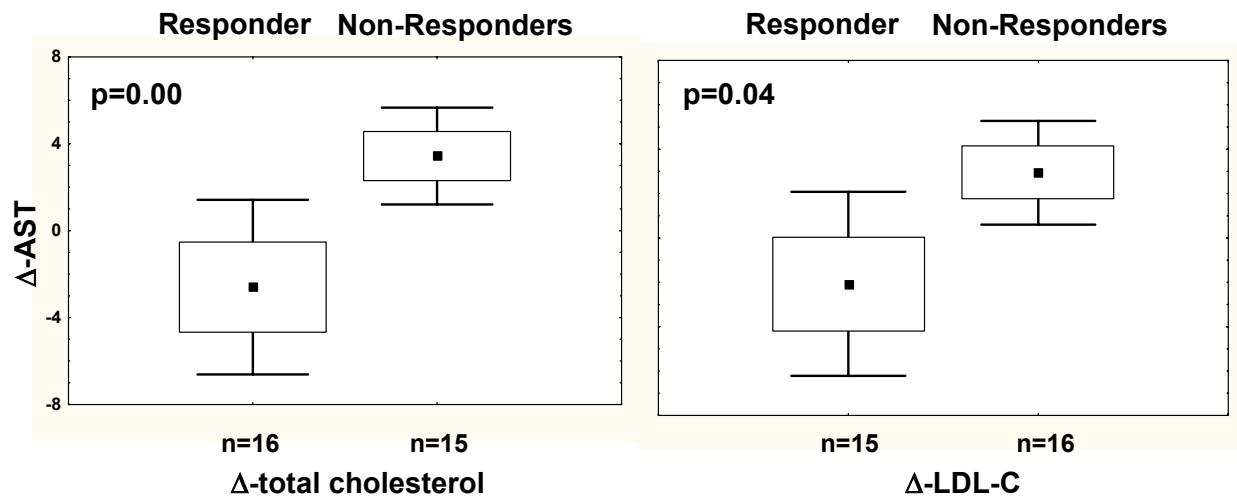 Responder Non-Responders
Responder Non-Responders
8
p=0.00
p=0.04
4
Δ-AST
0
-4
-8
n=16 n=15
n=15 n=16
Δ-total cholesterol
Δ-LDL-C